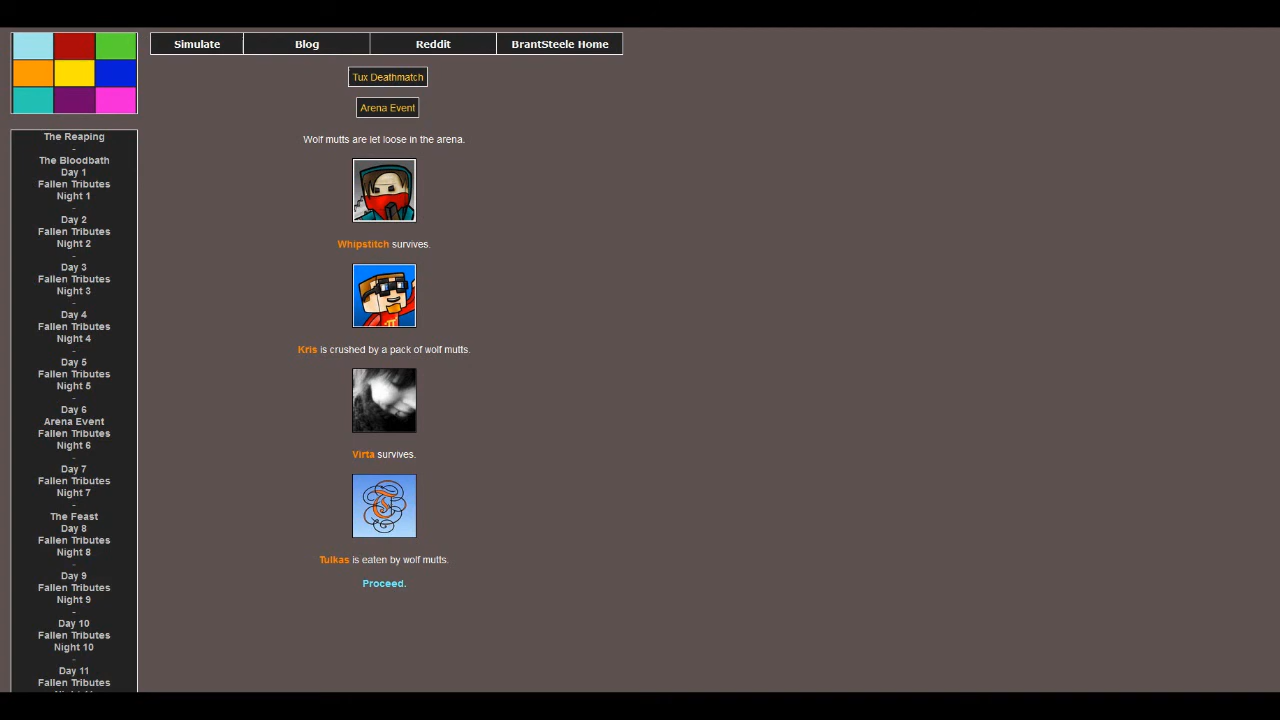 Simulate
Blog
Reddit
BrantSteele Home
Tux Deathmatch
Arena Event
Wolf mutts are let loose in the arena.
Whipstitch survives.
Kris is crushed by a pack of wolf mutts.
Virta survives.
Tulkas is eaten by wolf mutts.
Proceed.
The Reaping
-
The Bloodbath
Day 1
Fallen Tributes
Night 1
-
Day 2
Fallen Tributes
Night 2
-
Day 3
Fallen Tributes
Night 3
-
Day 4
Fallen Tributes
Night 4
-
Day 5
Fallen Tributes
Night 5
-
Day 6
Arena Event
Fallen Tributes
Night 6
-
Day 7
Fallen Tributes
Night 7
-
The Feast
Day 8
Fallen Tributes
Night 8
-
Day 9
Fallen Tributes
Night 9
-
Day 10
Fallen Tributes
Night 10
-
Day 11
Fallen Tributes